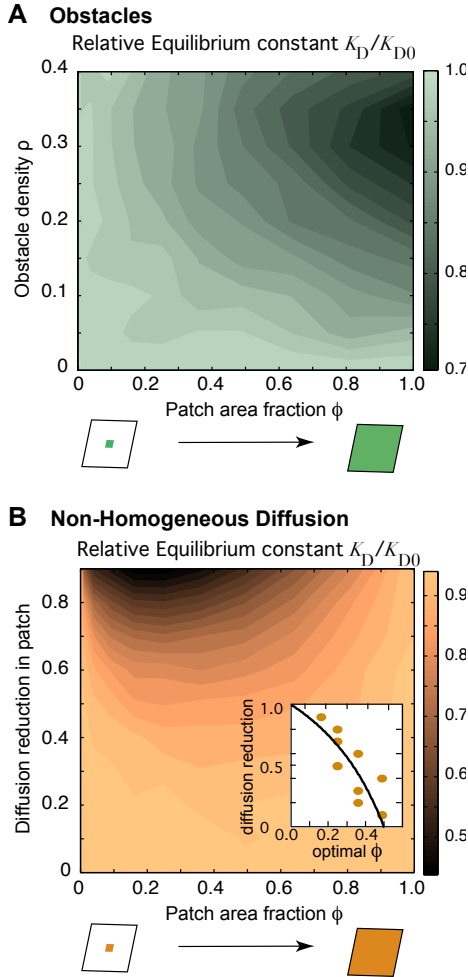 A Obstacles
Relative Equilibrium constant K_D/K_D0
Obstacle density ρ
0.4
0.3
0.2
0.1
0
0 0.2 0.4 0.6 0.8 1.0
1.0
0.9
0.8
0.7
Patch area fraction ϕ
B Non-Homogeneous Diffusion
Relative Equilibrium constant K_D/K_D0
Diffusion reduction in patch
0.8
0.6
0.4
0.2
0
0 0.2 0.4 0.6 0.8 1.0
0.9
0.8
0.7
0.6
0.5
diffusion reduction
1.0
0.5
0
0.0 0.2 0.4
optimal ϕ
Patch area fraction ϕ